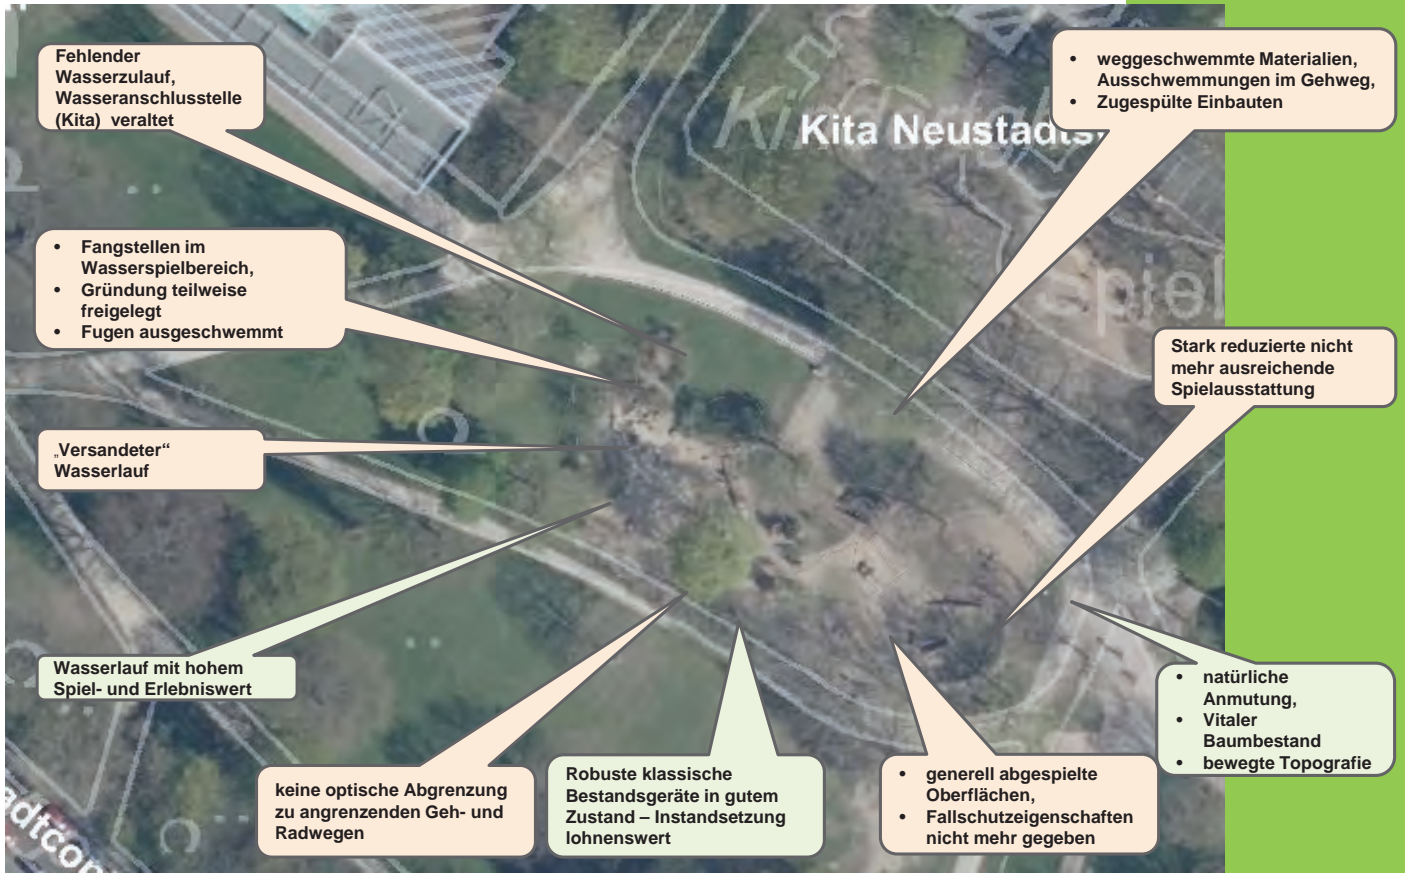 Fehlender
Wasserzulauf,
Wasseranschlusstelle
(Kita) veraltet
• weggeschwemmte Materialien,
Ausschwemmungen im Gehweg,
• Zugespülte Einbauten
Kita Neustadts
• Fangstellen im
Wasserspielbereich,
• Gründung teilweise
freigelegt
• Fugen ausgeschwemmt
Spiel
Stark reduzierte nicht
mehr ausreichende
Spielausstattung
„Versandeter“
Wasserlauf
Wasserlauf mit hohem
Spiel- und Erlebniswert
• natürliche
Anmutung,
• Vitaler
Baumbestand
• bewegte Topografie
keine optische Abgrenzung
zu angrenzenden Geh- und
Radwegen
Robuste klassische
Bestandsgeräte in gutem
Zustand – Instandsetzung
lohnenswert
• generell abgespielte
Oberflächen,
• Fallschutzeigenschaften
nicht mehr gegeben
adtcon